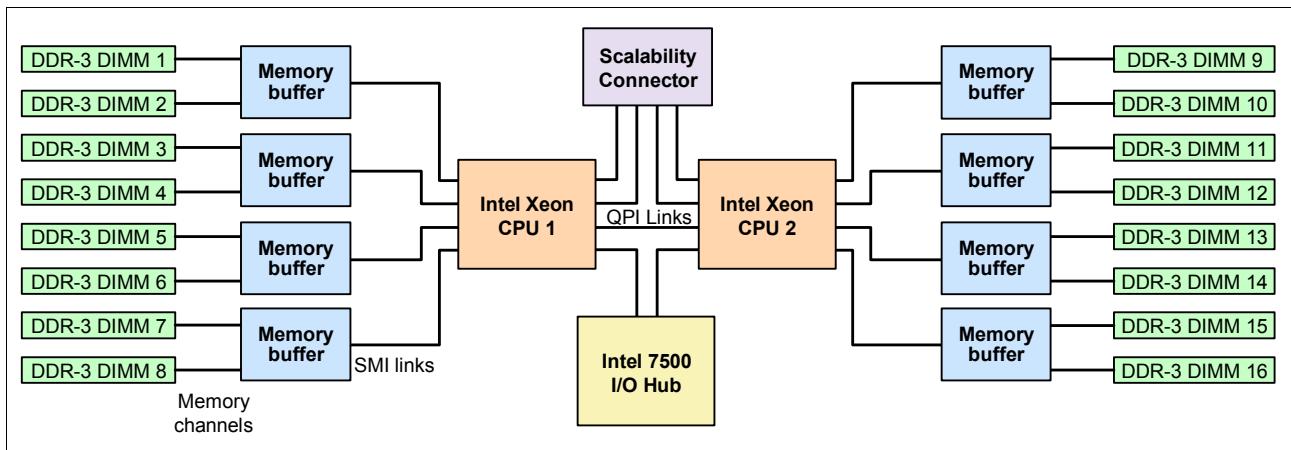 DDR-3 DIMM 1
DDR-3 DIMM 2
DDR-3 DIMM 3
DDR-3 DIMM 4
DDR-3 DIMM 5
DDR-3 DIMM 6
DDR-3 DIMM 7
DDR-3 DIMM 8
Memory
channels
Memory
buffer
Memory
buffer
Memory
buffer
Memory
buffer
SMI links
Intel Xeon
CPU 1
Scalability
Connector
QPI Links
Intel 7500
I/O Hub
Intel Xeon
CPU 2
Memory
buffer
Memory
buffer
Memory
buffer
Memory
buffer
DDR-3 DIMM 9
DDR-3 DIMM 10
DDR-3 DIMM 11
DDR-3 DIMM 12
DDR-3 DIMM 13
DDR-3 DIMM 14
DDR-3 DIMM 15
DDR-3 DIMM 16